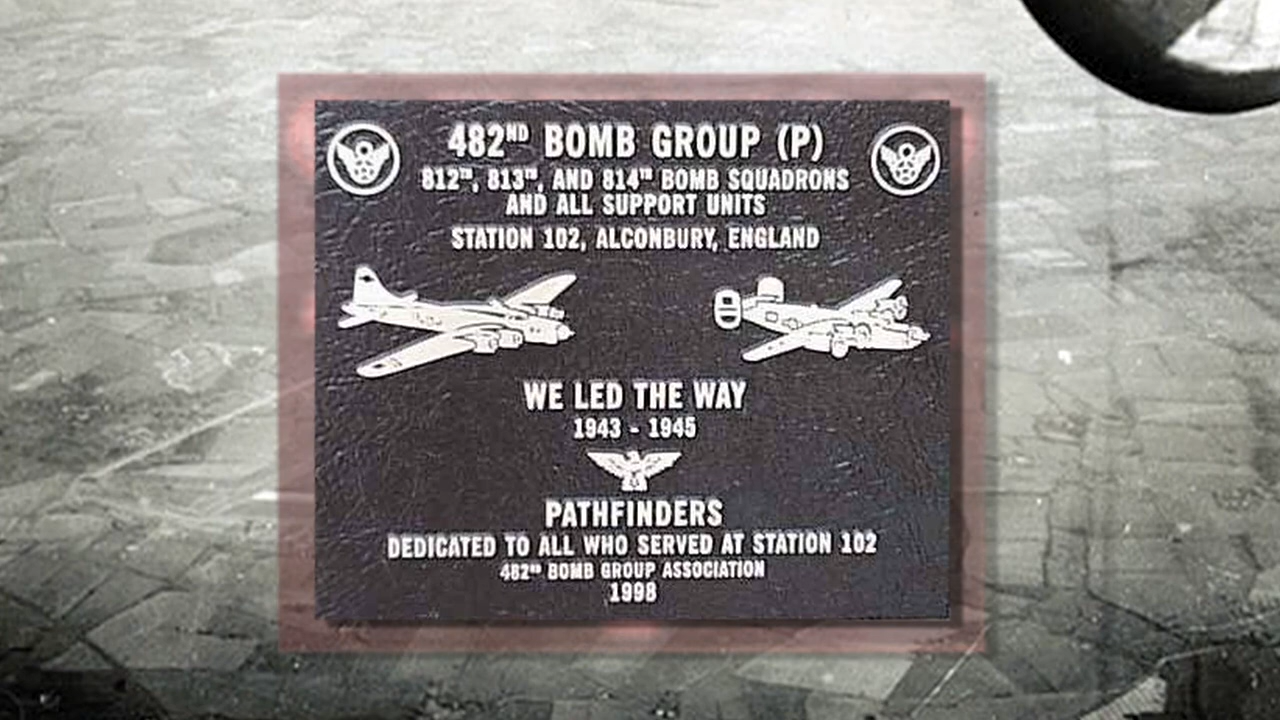 482ND BOMB GROUP (P)
812TH, 813TH, AND 814TH BOMB SQUADRONS
AND ALL SUPPORT UNITS
STATION 102, ALCONBURY, ENGLAND
WE LED THE WAY
1943 - 1945
PATHFINDERS
DEDICATED TO ALL WHO SERVED AT STATION 102
482ND BOMB GROUP ASSOCIATION
1998